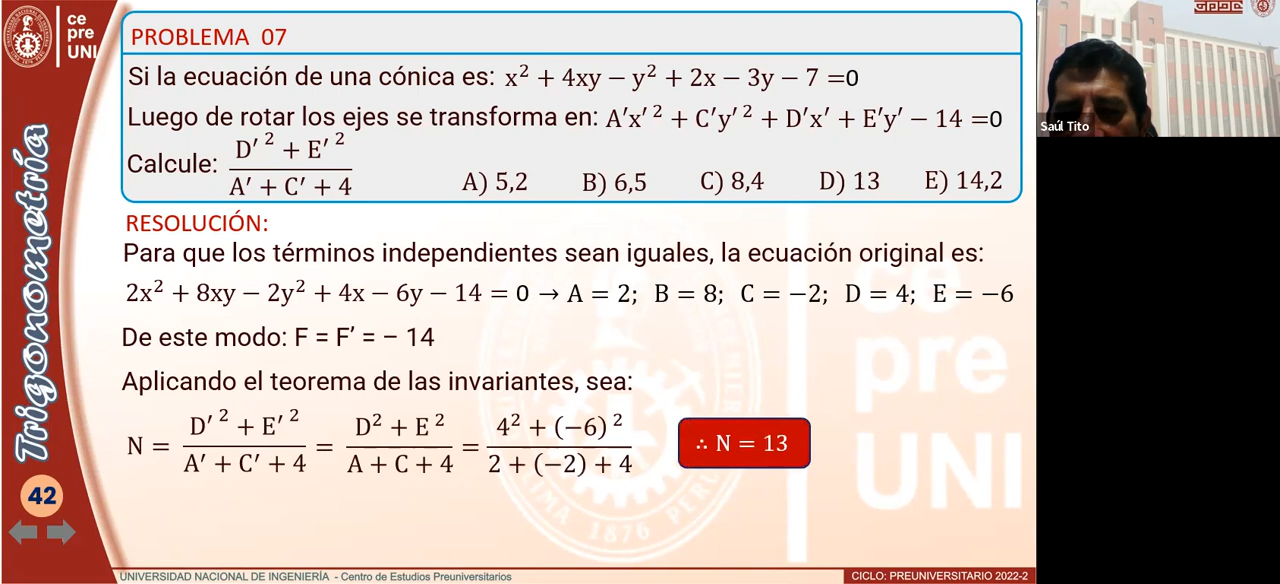 ce
pre
UNI
Trigonometría
42
PROBLEMA 07
Si la ecuación de una cónica es: x² + 4xy − y² + 2x − 3y − 7 =0
Luego de rotar los ejes se transforma en: A′x′ ² + C′y′ ² + D′x′ + E′y′ − 14 =0
Calcule: (D′ ² + E′ ²)/(A′ + C′ + 4)
A) 5,2 B) 6,5 C) 8,4 D) 13 E) 14,2
RESOLUCIÓN:
Para que los términos independientes sean iguales, la ecuación original es:
2x² + 8xy − 2y² + 4x − 6y − 14 = 0 → A = 2; B = 8; C = −2; D = 4; E = −6
De este modo: F = F’ = − 14
Aplicando el teorema de las invariantes, sea:
N = (D′ ² + E′ ²)/(A′ + C′ + 4) = (D² + E ²)/(A + C + 4) = (4² + (−6) ²)/(2 + (−2) + 4)
∴ N = 13
ce
pre
UNI
1876
UNIVERSIDAD NACIONAL DE INGENIERÍA - Centro de Estudios Preuniversitarios
CICLO: PREUNIVERSITARIO 2022-2
Saúl Tito